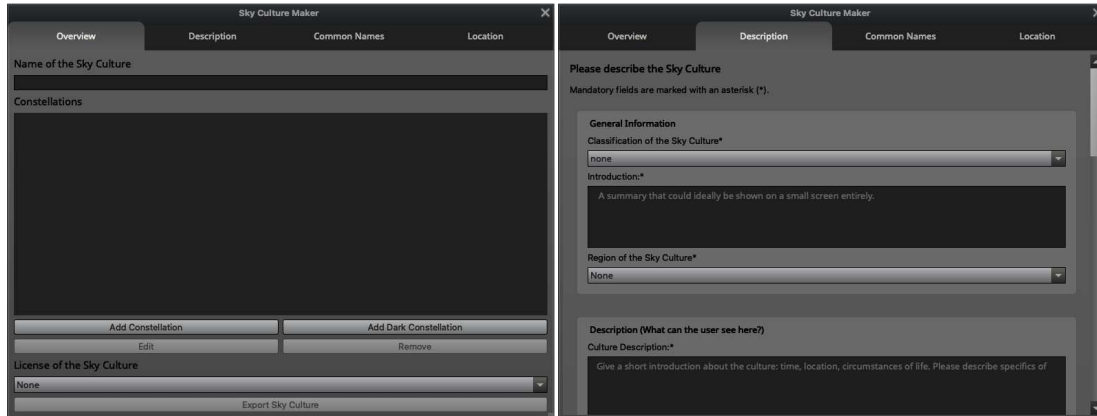 Sky Culture Maker
Overview Description Common Names Location
Name of the Sky Culture
Constellations
Add Constellation Add Dark Constellation
Edit Remove
License of the Sky Culture
None
Export Sky Culture
Sky Culture Maker
Overview Description Common Names Location
Please describe the Sky Culture
Mandatory fields are marked with an asterisk (*).
General Information
Classification of the Sky Culture*
none
Introduction:*
A summary that could ideally be shown on a small screen entirely.
Region of the Sky Culture*
None
Description (What can the user see here?)
Culture Description:*
Give a short introduction about the culture: time, location, circumstances of life. Please describe specifics of